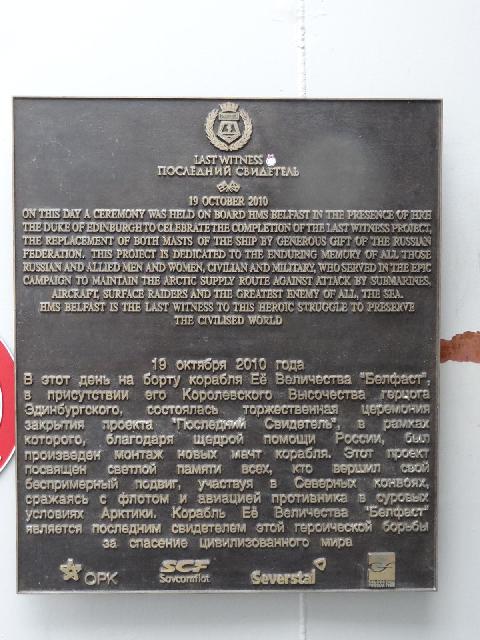 LAST WITNESS
ПОСЛЕДНИЙ СВИДЕТЕЛЬ
19 OCTOBER 2010
ON THIS DAY A CEREMONY WAS HELD ON BOARD HMS BELFAST IN THE PRESENCE OF HRH
THE DUKE OF EDINBURGH TO CELEBRATE THE COMPLETION OF THE LAST WITNESS PROJECT,
THE REPLACEMENT OF BOTH MASTS OF THE SHIP BY GENEROUS GIFT OF THE RUSSIAN
FEDERATION. THIS PROJECT IS DEDICATED TO THE ENDURING MEMORY OF ALL THOSE
RUSSIAN AND ALLIED MEN AND WOMEN, CIVILIAN AND MILITARY, WHO SERVED IN THE EPIC
CAMPAIGN TO MAINTAIN THE ARCTIC SUPPLY ROUTE AGAINST ATTACK BY SUBMARINES,
AIRCRAFT, SURFACE RAIDERS AND THE GREATEST ENEMY OF ALL, THE SEA.
HMS BELFAST IS THE LAST WITNESS TO THIS HEROIC STRUGGLE TO PRESERVE
THE CIVILISED WORLD
19 октября 2010 года
В этот день на борту корабля Её Величества "Белфаст",
в присутствии его Королевского Высочества герцога
Эдинбургского, состоялась торжественная церемония
закрытия проекта "Последний Свидетель", в рамках
которого, благодаря щедрой помощи России, был
произведен монтаж новых мачт корабля. Этот проект
посвящен светлой памяти всех, кто вершил свой
беспримерный подвиг, участвуя в Северных конвоях,
сражаясь с флотом и авиацией противника в суровых
условиях Арктики. Корабль Её Величества "Белфаст"
является последним свидетелем этой героической борьбы
за спасение цивилизованного мира
OPK SCF Sovcomflot Severstal